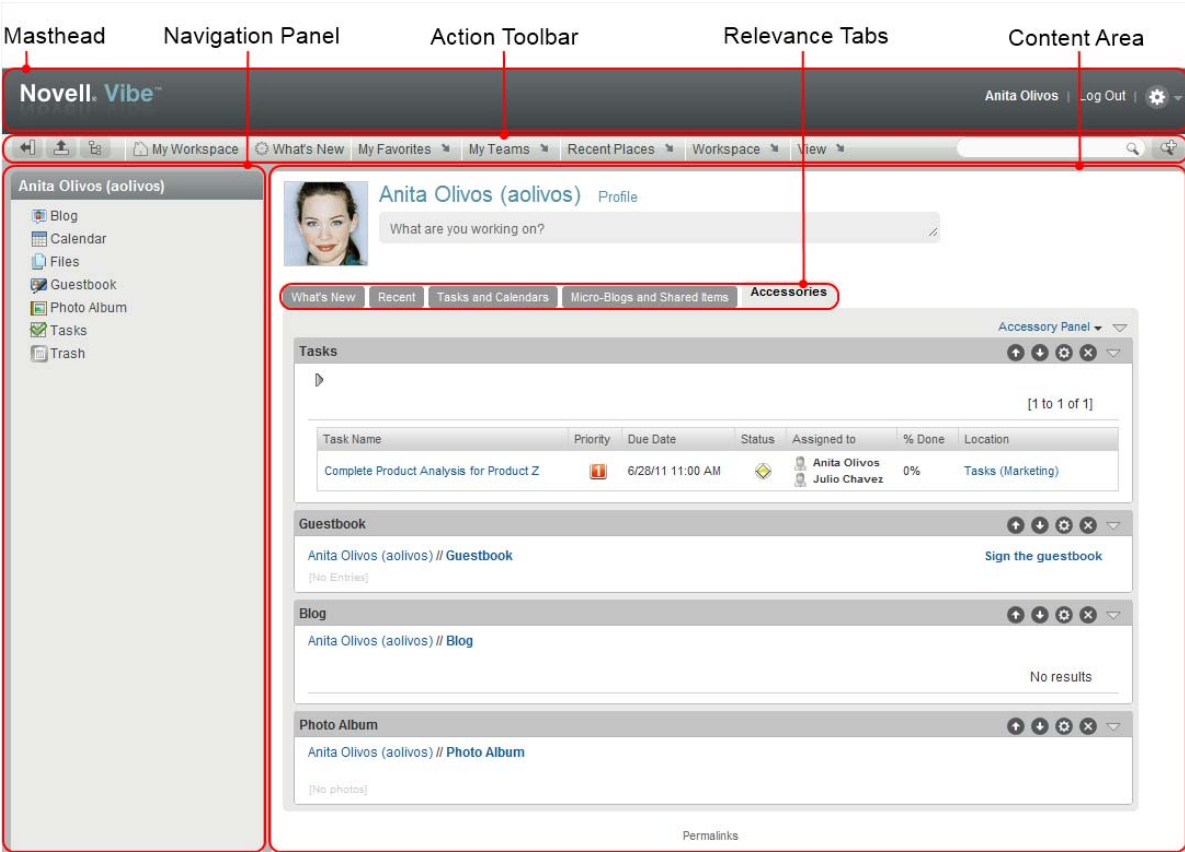 Masthead Navigation Panel Action Toolbar Relevance Tabs Content Area
Novell. Vibe™
Anita Olivos | Log Out |
My Workspace What's New My Favorites My Teams Recent Places Workspace View
Anita Olivos (aolivos)
Blog
Calendar
Files
Guestbook
Photo Album
Tasks
Trash
Anita Olivos (aolivos) Profile
What are you working on?
What's New Recent Tasks and Calendars Micro-Blogs and Shared Items Accessories
Accessory Panel
Tasks
[1 to 1 of 1]
Task Name Priority Due Date Status Assigned to % Done Location
Complete Product Analysis for Product Z 1 6/28/11 11:00 AM Anita Olivos 0% Tasks (Marketing)
Julio Chavez
Guestbook
Anita Olivos (aolivos) // Guestbook Sign the guestbook
[No Entries]
Blog
Anita Olivos (aolivos) // Blog
No results
Photo Album
Anita Olivos (aolivos) // Photo Album
[No photos]
Permalinks